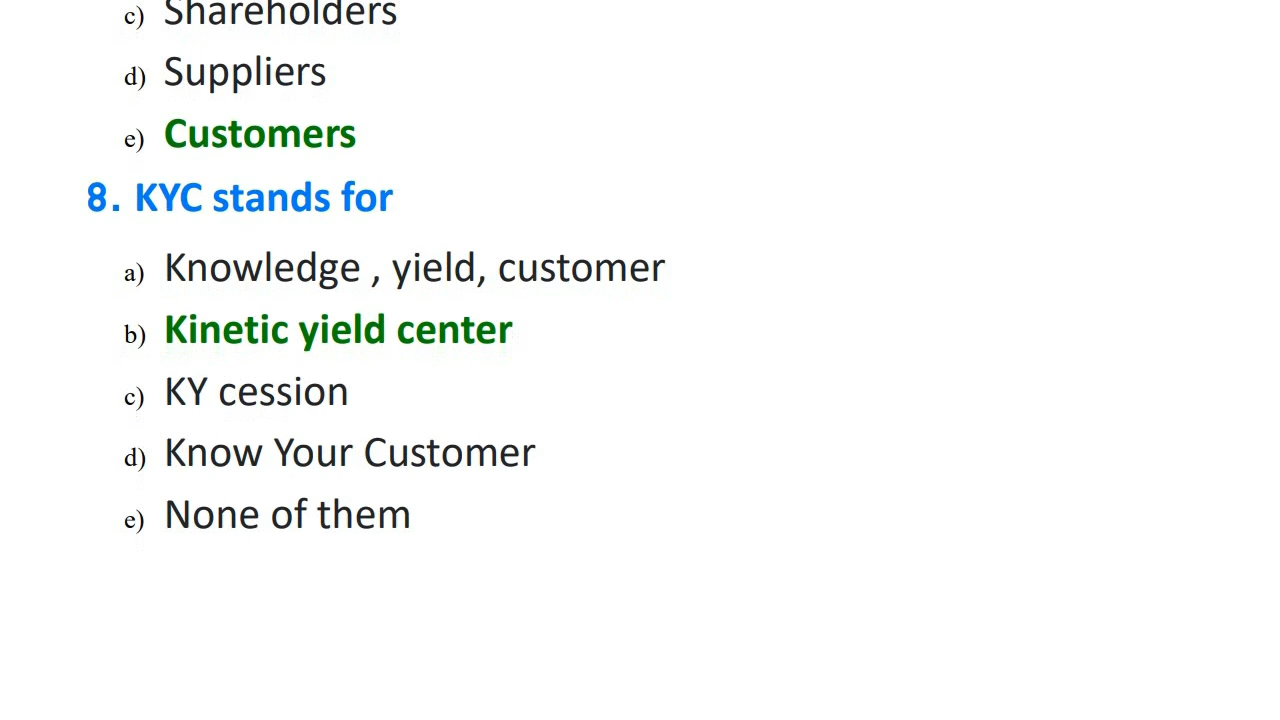 c) Shareholders
d) Suppliers
e) Customers
8. KYC stands for
a) Knowledge , yield, customer
b) Kinetic yield center
c) KY cession
d) Know Your Customer
e) None of them